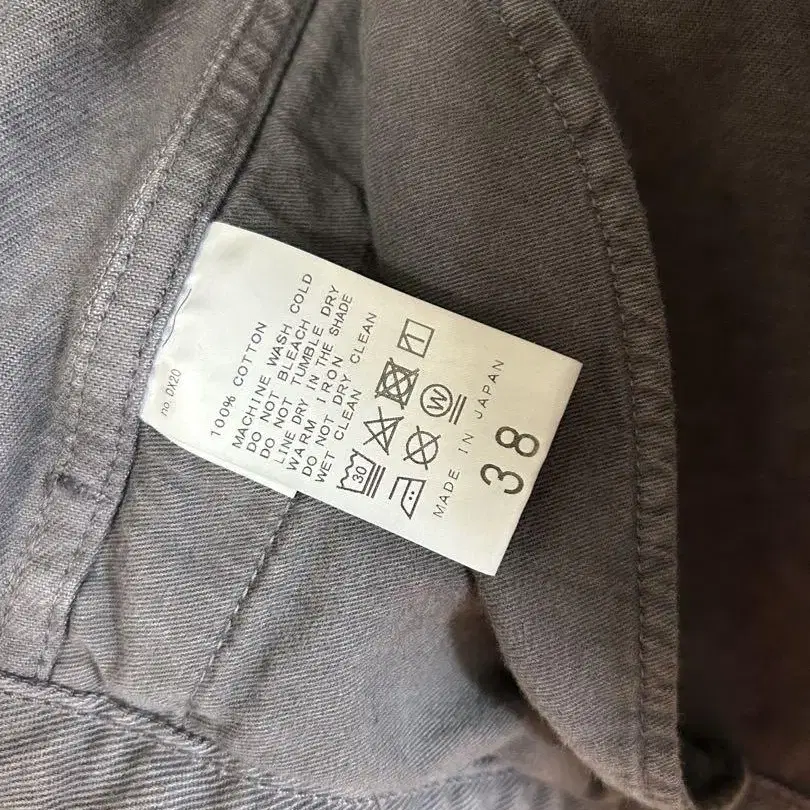 no. DX20
100% COTTON
MACHINE WASH COLD
DO NOT BLEACH
DO NOT TUMBLE DRY
LINE DRY IN THE SHADE
WARM IRON
DO NOT DRY CLEAN
WET CLEAN
30
W
MADE IN JAPAN
38